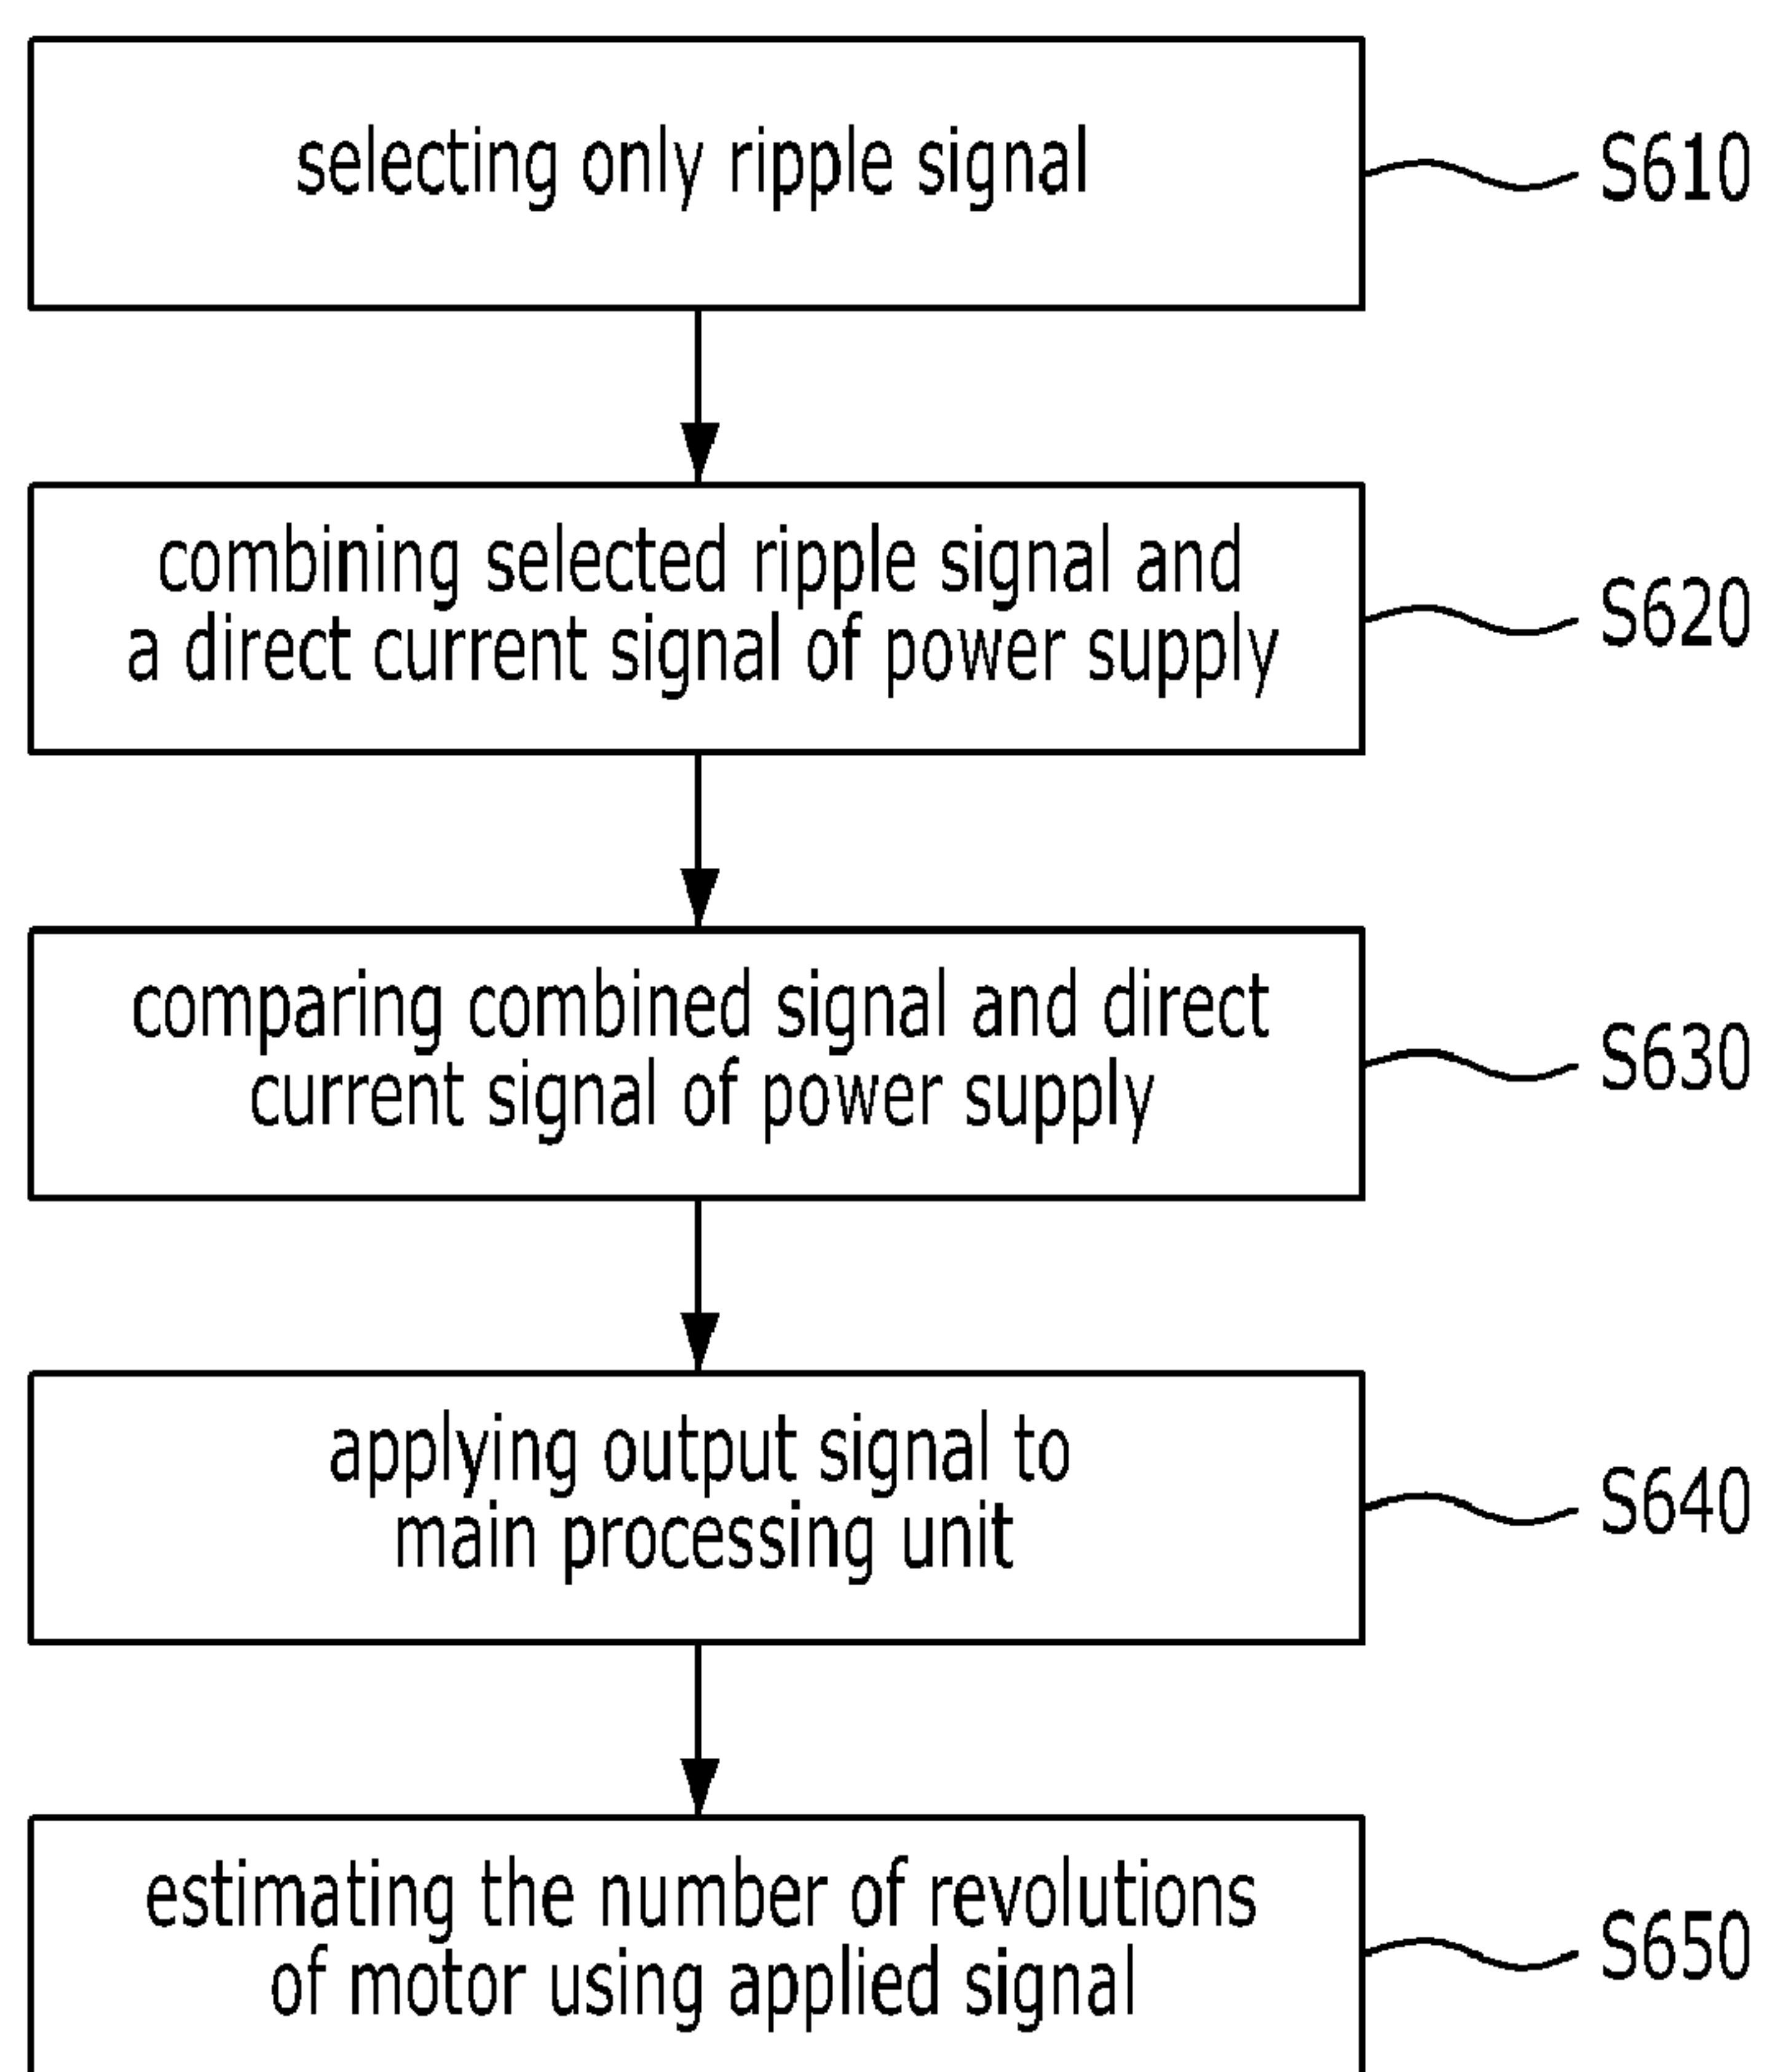 selecting only ripple signal
S610
combining selected ripple signal and
a direct current signal of power supply
S620
comparing combined signal and direct
current signal of power supply
S630
applying output signal to
main processing unit
S640
estimating the number of revolutions
of motor using applied signal
S650